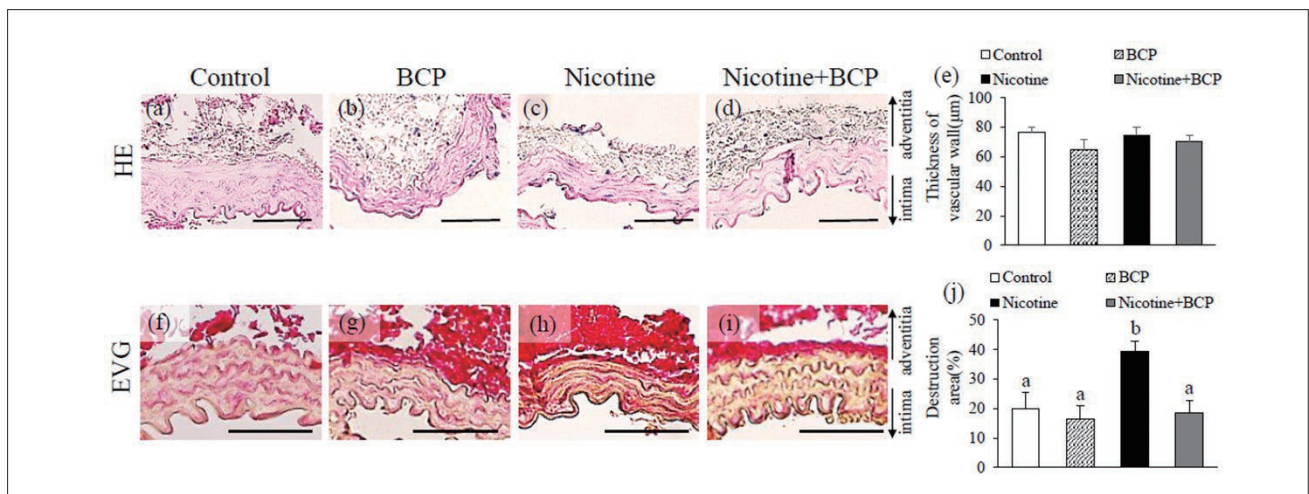 Control
BCP
Nicotine
Nicotine+BCP
HE
(a)
(b)
(c)
(d)
adventitia
intima
(e)
Control
BCP
Nicotine
Nicotine+BCP
Thickness of
vascular wall(μm)
100
80
60
40
20
0
EVG
(f)
(g)
(h)
(i)
adventitia
intima
(j)
Control
BCP
Nicotine
Nicotine+BCP
Destruction
area(%)
50
40
30
20
10
0
a
a
b
a